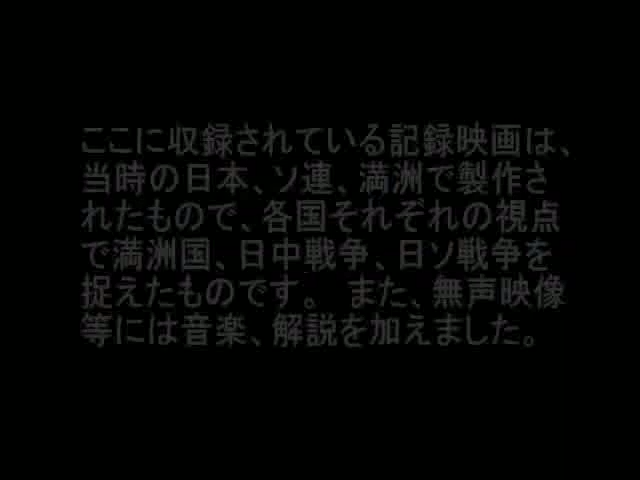 ここに収録されている記録映画は、
当時の日本、ソ連、満洲で製作さ
れたもので、各国それぞれの視点
で満洲国、日中戦争、日ソ戦争を
捉えたものです。 また、無声映像
等には音楽、解説を加えました。